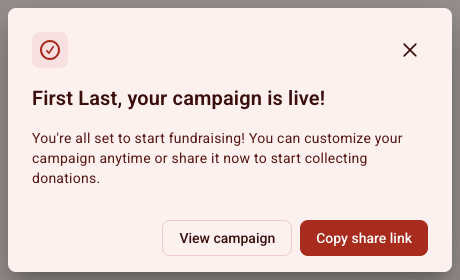 First Last, your campaign is live!
You're all set to start fundraising! You can customize your
campaign anytime or share it now to start collecting
donations.
View campaign
Copy share link